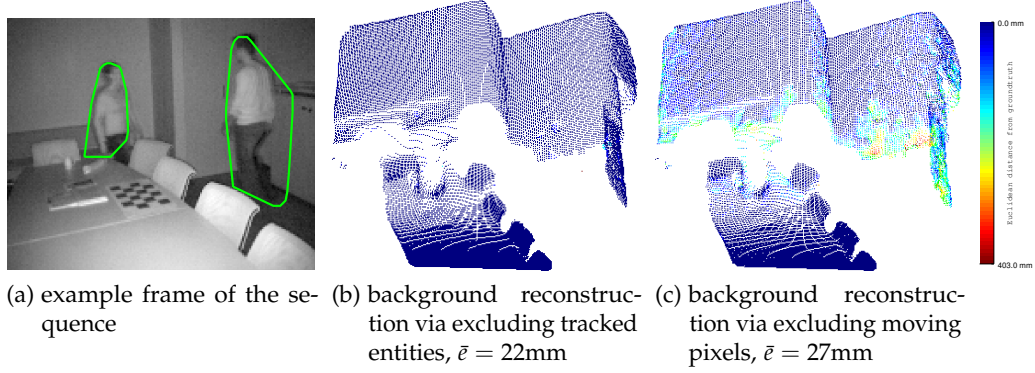 0.0 mm
Euclidean distance from groundtruth
403.0 mm
(a) example frame of the se-
quence
(b) background reconstruc-
tion via excluding tracked
entities, ē = 22mm
(c) background reconstruc-
tion via excluding moving
pixels, ē = 27mm